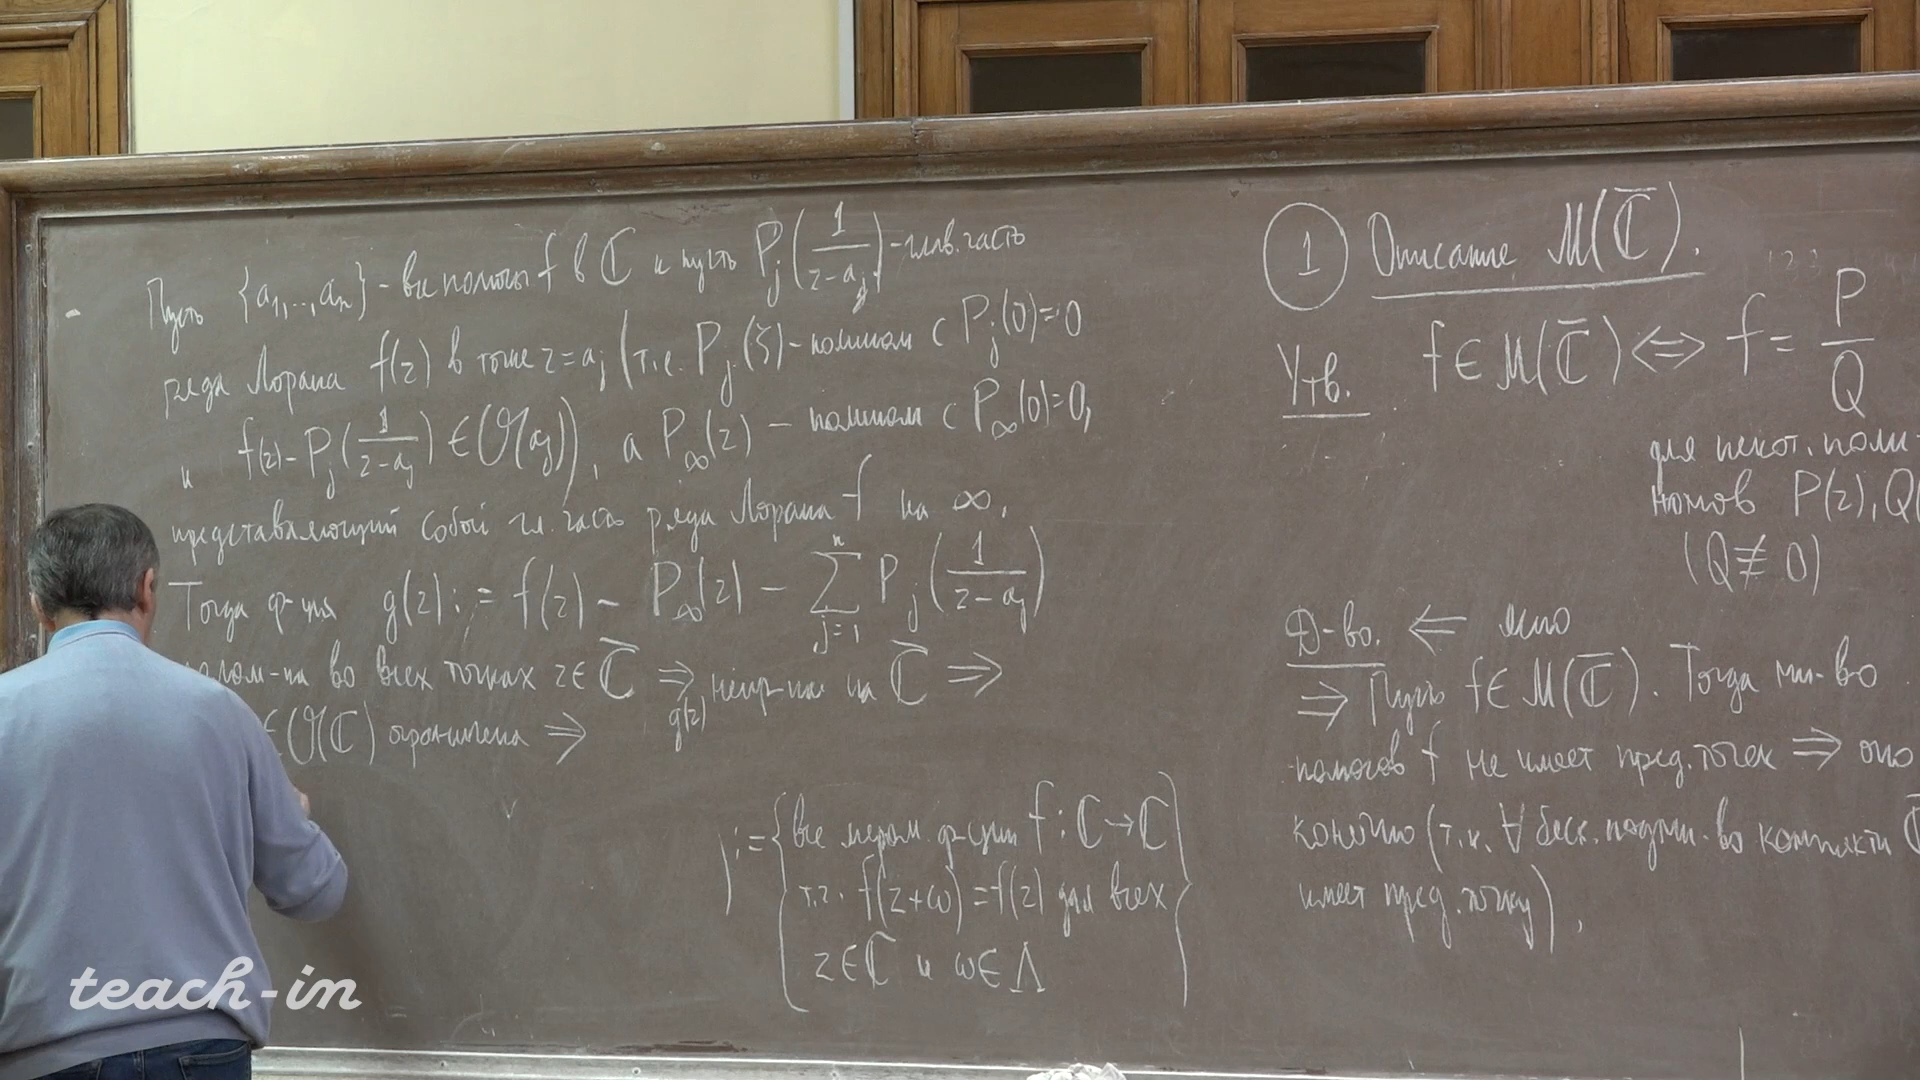 Пусть {a₁,...,aₙ} - все полюсы f в ℂ и пусть P_j(1/(z-a_j)) - глав. часть
ряда Лорана f(z) в точке z=a_j (т.е. P_j(ζ) - полином с P_j(0)=0
и f(z)-P_j(1/(z-a_j)) ∈ O(a_j)), а P_∞(z) - полином с P_∞(0)=0,
представляющий собой гл. часть ряда Лорана f на ∞.
Тогда ф-ция g(z) := f(z) - P_∞(z) - ∑_{j=1}^{n} P_j(1/(z-a_j))
голом-на во всех точках z∈ℂ̅ ⇒ g(z) непр-на на ℂ̅ ⇒
∈O(ℂ) ограничена ⇒
) := {все мером. ф-ции f: ℂ→ℂ̅
т.ч. f(z+ω)=f(z) для всех
z∈ℂ и ω∈Λ}
① Описание M(ℂ̅).
Утв. f∈M(ℂ̅) ⇔ f = P/Q
для некот. поли-
номов P(z), Q(
(Q≢0)
Д-во. ⇐ ясно
⇒ Пусть f∈M(ℂ̅). Тогда мн-во
полюсов f не имеет пред. точек ⇒ оно
конечно (т.к. ∀ беск. подмн-во компакта ℂ̅
имеет пред. точку).
teach-in